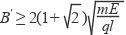 B′ ≥ 2(1+√2)√(mE/ql)